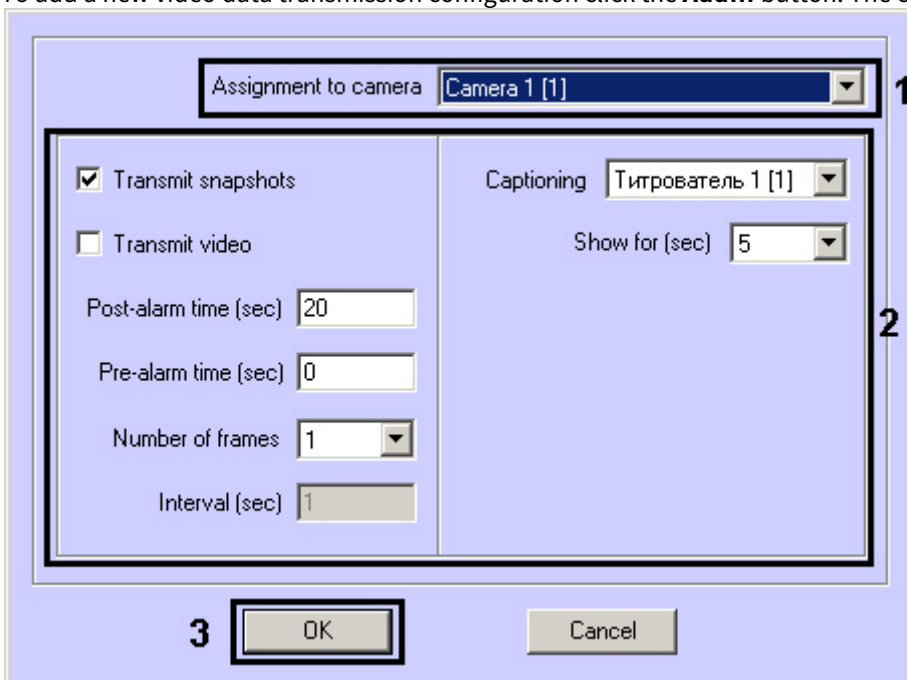 To add a new video data transmission configuration click the Add... button. The
Assignment to camera Camera 1 [1] 1
Transmit snapshots
Captioning Титрователь 1 [1]
Transmit video
Show for (sec) 5
Post-alarm time (sec) 20
2
Pre-alarm time (sec) 0
Number of frames 1
Interval (sec) 1
3 OK Cancel